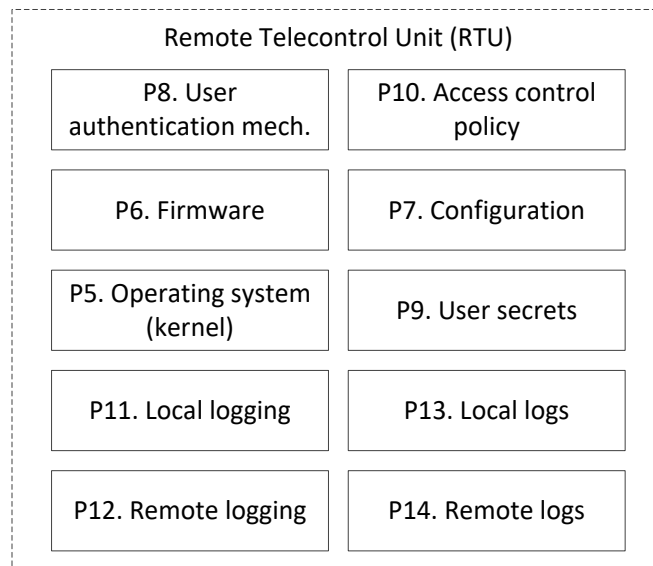 Remote Telecontrol Unit (RTU)
P8. User
authentication mech.
P10. Access control
policy
P6. Firmware
P7. Configuration
P5. Operating system
(kernel)
P9. User secrets
P11. Local logging
P13. Local logs
P12. Remote logging
P14. Remote logs